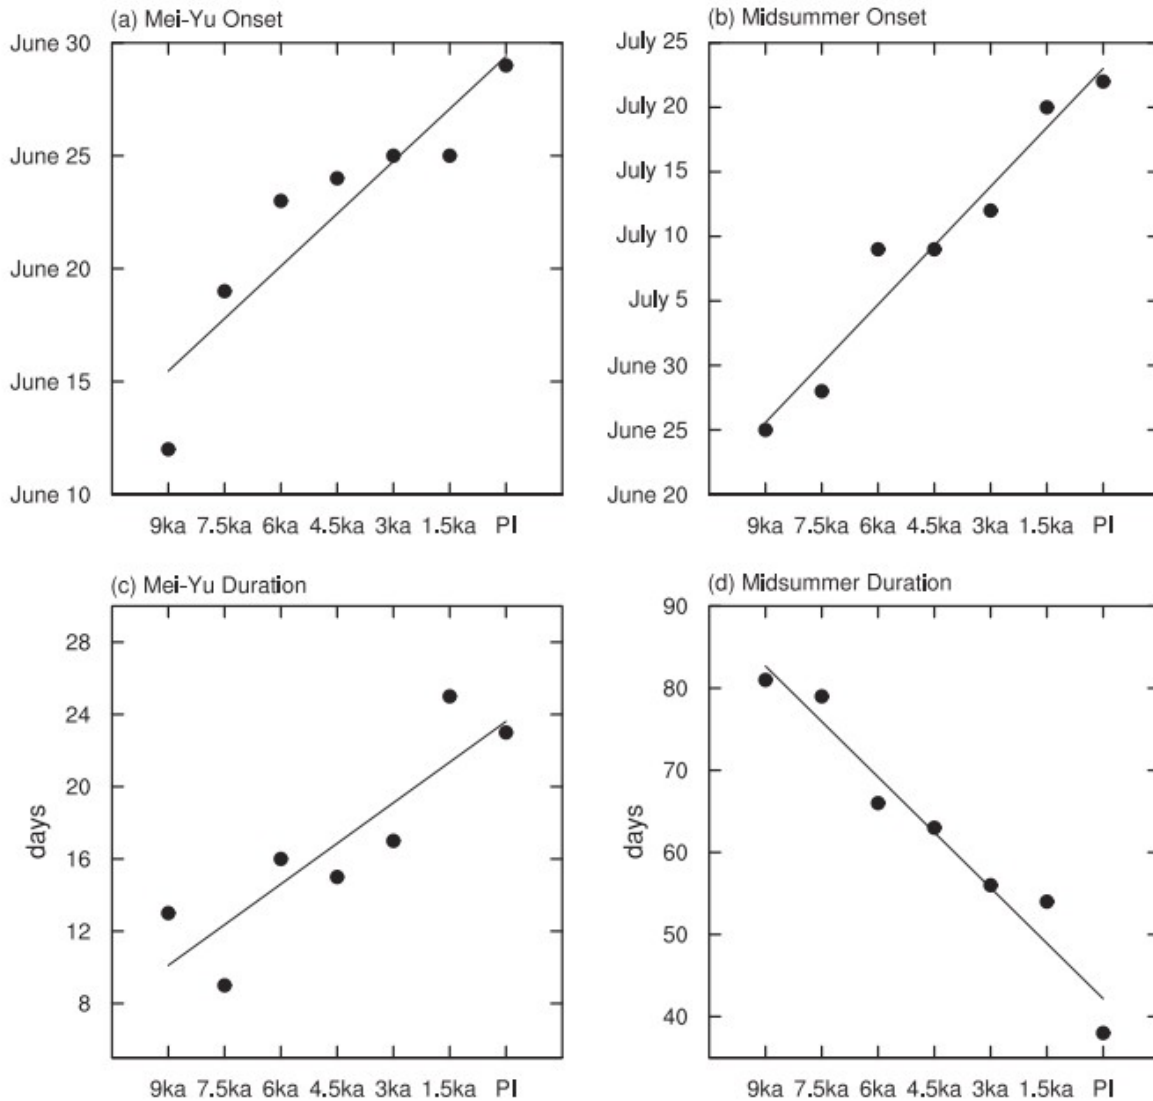 (a) Mei-Yu Onset
June 30
June 25
June 20
June 15
June 10
9ka 7.5ka 6ka 4.5ka 3ka 1.5ka PI
(b) Midsummer Onset
July 25
July 20
July 15
July 10
July 5
June 30
June 25
June 20
9ka 7.5ka 6ka 4.5ka 3ka 1.5ka PI
(c) Mei-Yu Duration
28
24
20
16
12
8
days
9ka 7.5ka 6ka 4.5ka 3ka 1.5ka PI
(d) Midsummer Duration
90
80
70
60
50
40
days
9ka 7.5ka 6ka 4.5ka 3ka 1.5ka PI